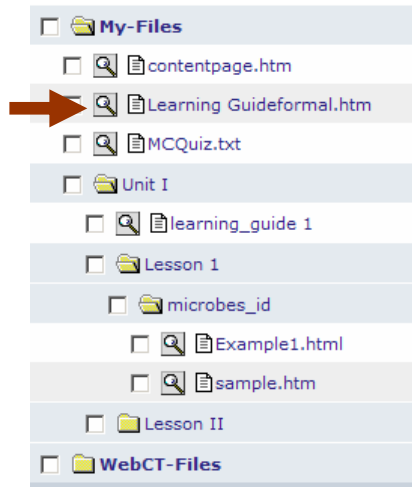 My-Files
contentpage.htm
Learning Guideformal.htm
MCQuiz.txt
Unit I
learning_guide 1
Lesson 1
microbes_id
Example1.html
sample.htm
Lesson II
WebCT-Files